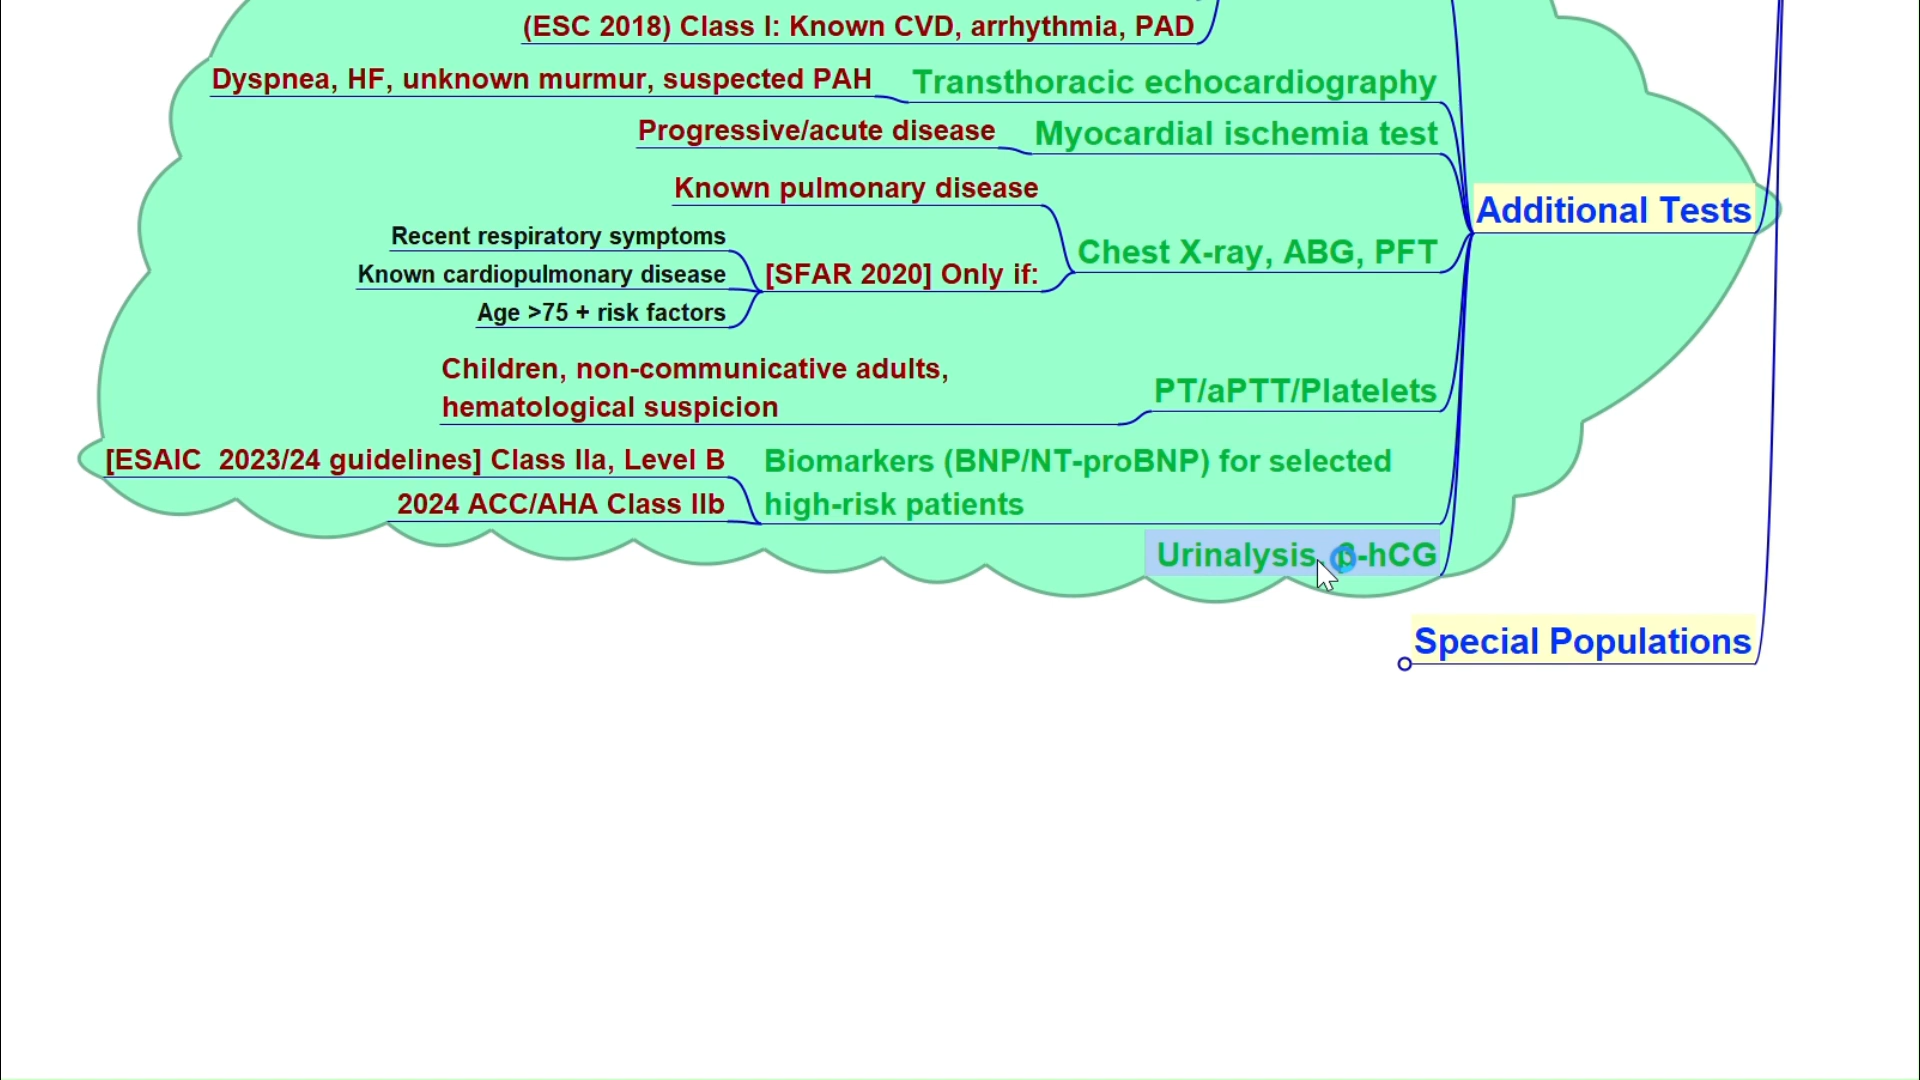 (ESC 2018) Class I: Known CVD, arrhythmia, PAD
Dyspnea, HF, unknown murmur, suspected PAH
Transthoracic echocardiography
Progressive/acute disease
Myocardial ischemia test
Known pulmonary disease
Additional Tests
Recent respiratory symptoms
Chest X-ray, ABG, PFT
Known cardiopulmonary disease
[SFAR 2020] Only if:
Age >75 + risk factors
Children, non-communicative adults,
hematological suspicion
PT/aPTT/Platelets
[ESAIC  2023/24 guidelines] Class IIa, Level B
2024 ACC/AHA Class IIb
Biomarkers (BNP/NT-proBNP) for selected
high-risk patients
Urinalysis, β-hCG
Special Populations